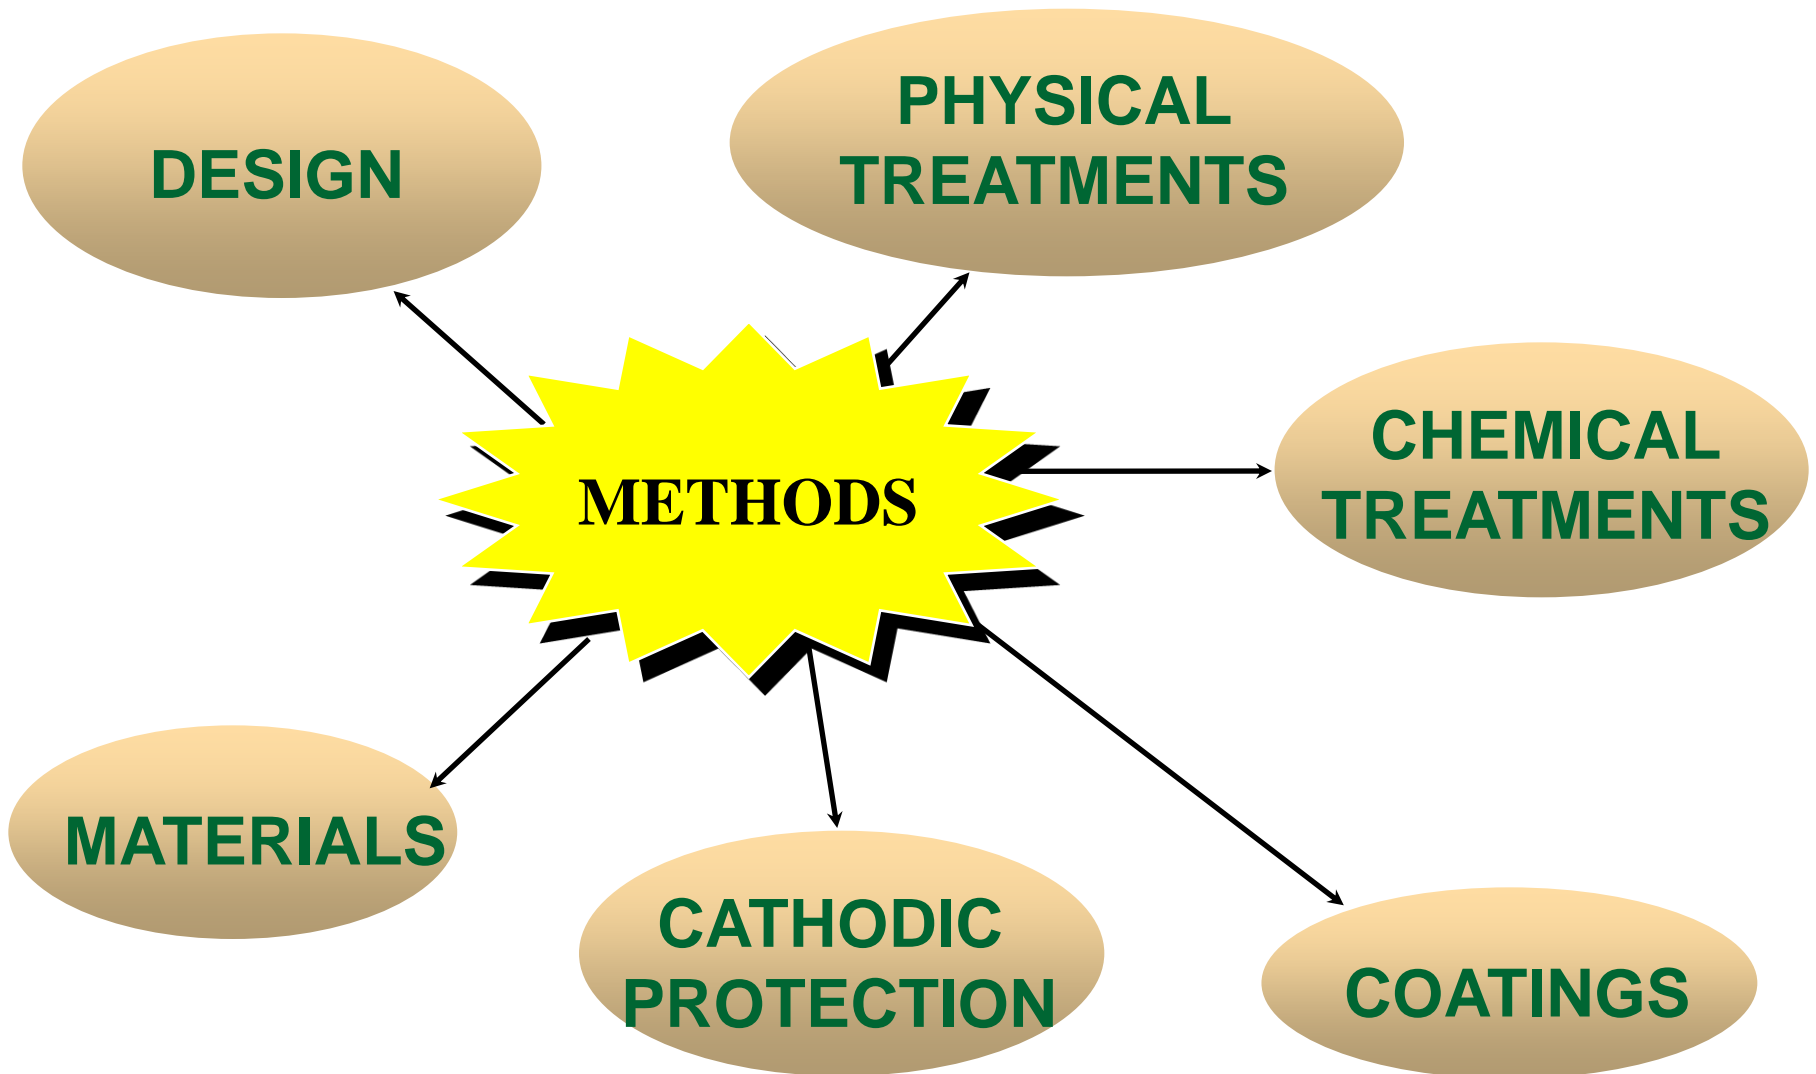 DESIGN
PHYSICAL
TREATMENTS
CHEMICAL
TREATMENTS
METHODS
MATERIALS
CATHODIC
PROTECTION
COATINGS